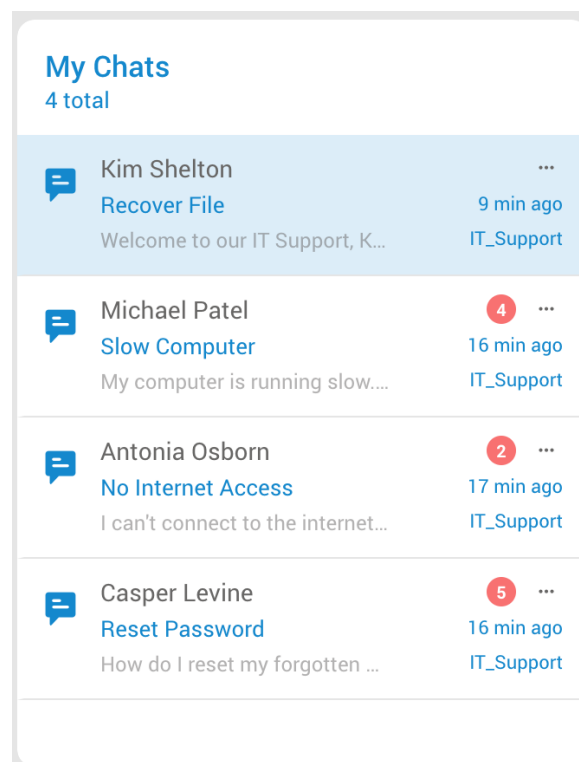 My Chats
4 total
Kim Shelton ...
Recover File 9 min ago
Welcome to our IT Support, K... IT_Support
Michael Patel 4 ...
Slow Computer 16 min ago
My computer is running slow.... IT_Support
Antonia Osborn 2 ...
No Internet Access 17 min ago
I can't connect to the internet... IT_Support
Casper Levine 5 ...
Reset Password 16 min ago
How do I reset my forgotten ... IT_Support